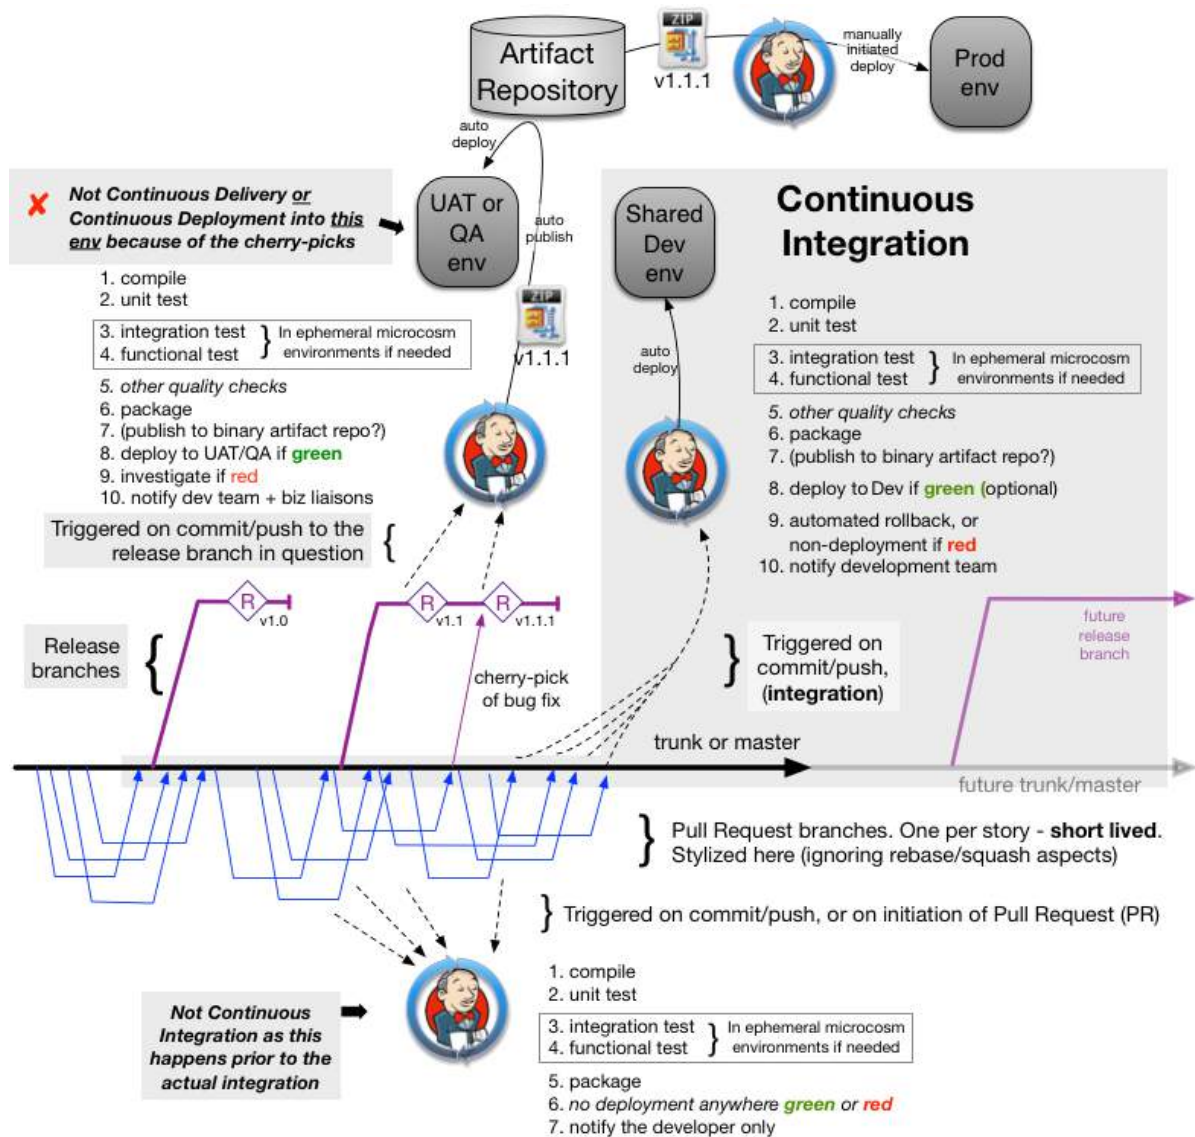 Artifact
Repository
ZIP
v1.1.1
manually
initiated
deploy
Prod
env
auto
deploy
✘ Not Continuous Delivery or
Continuous Deployment into this
env because of the cherry-picks
UAT or
QA
env
auto
publish
ZIP
v1.1.1
1. compile
2. unit test
3. integration test
4. functional test
} In ephemeral microcosm
environments if needed
5. other quality checks
6. package
7. (publish to binary artifact repo?)
8. deploy to UAT/QA if green
9. investigate if red
10. notify dev team + biz liaisons
Triggered on commit/push to the {
release branch in question
Shared
Dev
env
auto
deploy
Continuous
Integration
1. compile
2. unit test
3. integration test
4. functional test
} In ephemeral microcosm
environments if needed
5. other quality checks
6. package
7. (publish to binary artifact repo?)
8. deploy to Dev if green (optional)
9. automated rollback, or
non-deployment if red
10. notify development team
Release
branches
{
R
v1.0
R
v1.1
R
v1.1.1
cherry-pick
of bug fix
} Triggered on
commit/push,
(integration)
future
release
branch
trunk or master
future trunk/master
} Pull Request branches. One per story - short lived.
Stylized here (ignoring rebase/squash aspects)
} Triggered on commit/push, or on initiation of Pull Request (PR)
Not Continuous
Integration as this
happens prior to the
actual integration
1. compile
2. unit test
3. integration test
4. functional test
} In ephemeral microcosm
environments if needed
5. package
6. no deployment anywhere green or red
7. notify the developer only